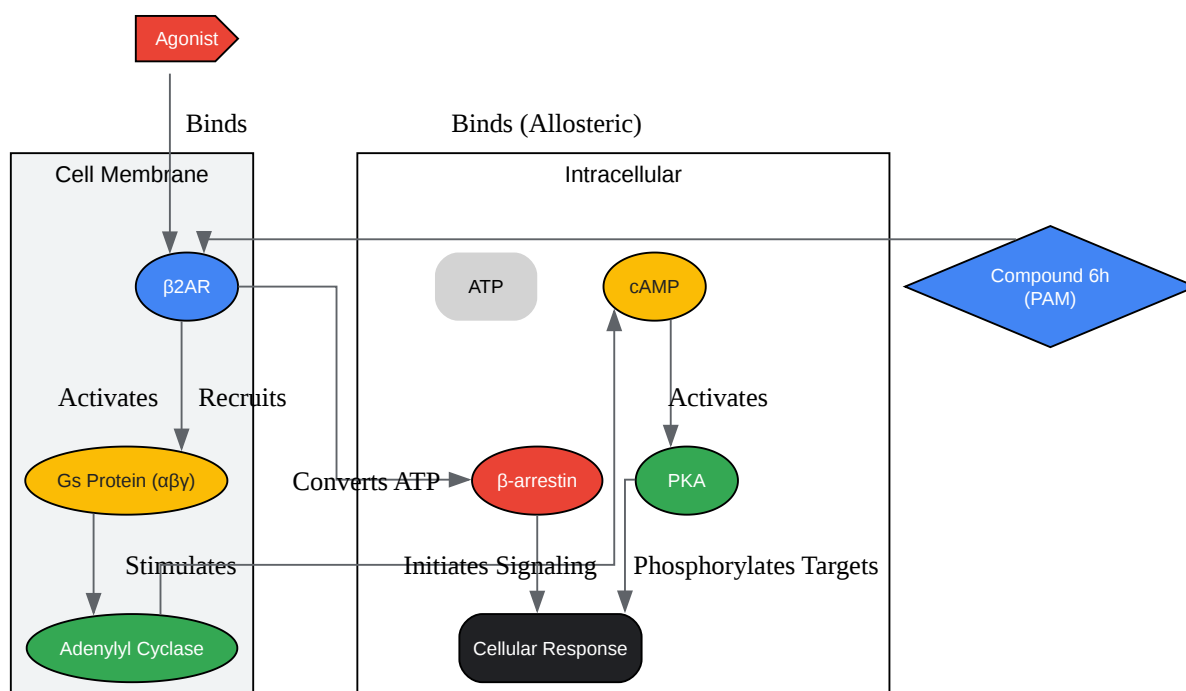 Agonist
Binds
Binds (Allosteric)
Cell Membrane
Intracellular
β2AR
ATP
cAMP
Compound 6h
(PAM)
Activates
Recruits
Activates
Gs Protein (αβγ)
Converts ATP
β-arrestin
PKA
Stimulates
Initiates Signaling
Phosphorylates Targets
Adenylyl Cyclase
Cellular Response